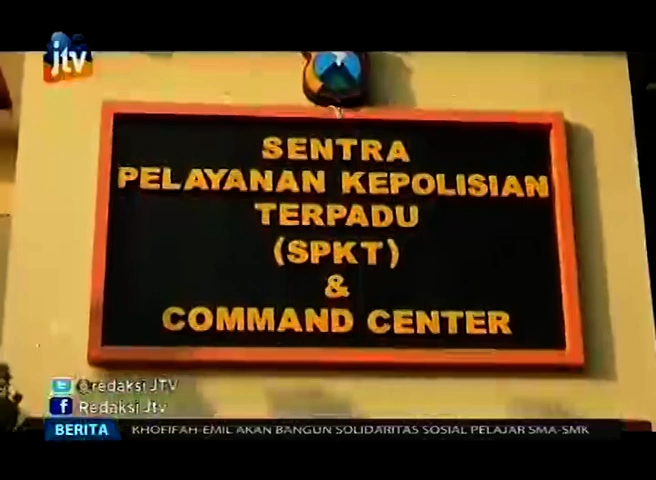 jtv
SENTRA
PELAYANAN KEPOLISIAN
TERPADU
(SPKT)
&
COMMAND CENTER
@redaksi JTV
Redaksi Jtv
BERITA KHOFIFAH-EMIL AKAN BANGUN SOLIDARITAS SOSIAL PELAJAR SMA-SMK